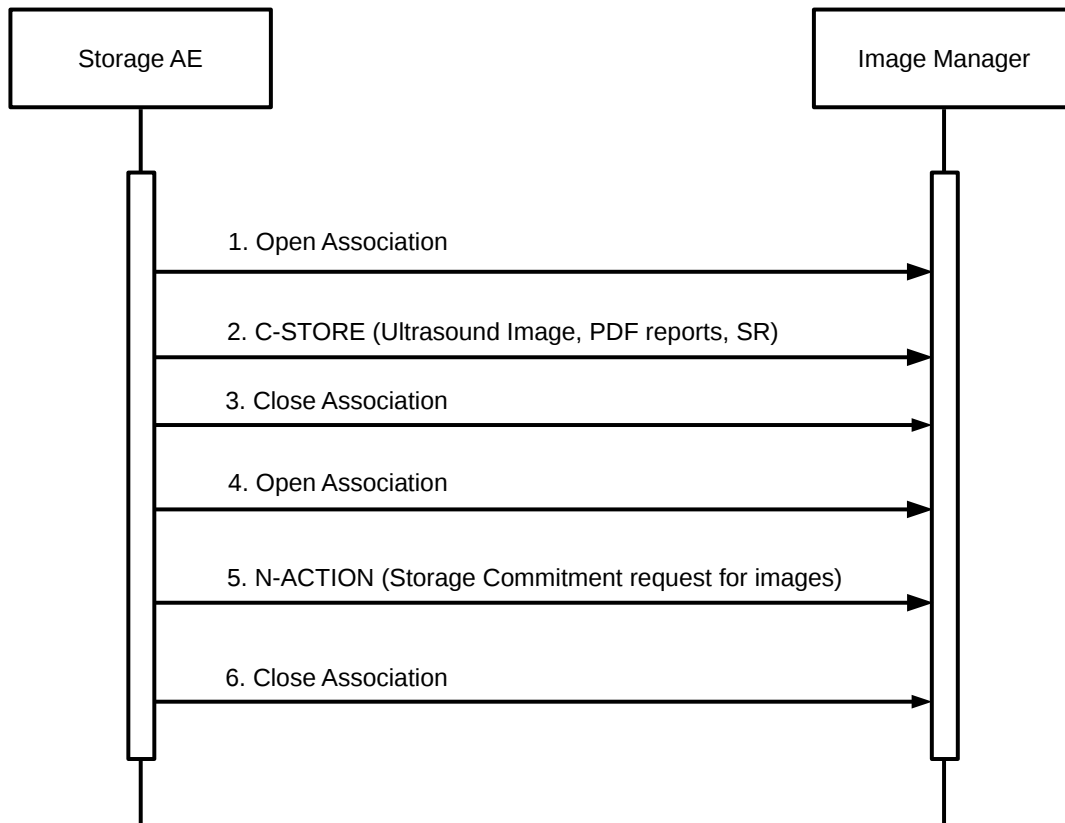 Storage AE
Image Manager
1. Open Association
2. C-STORE (Ultrasound Image, PDF reports, SR)
3. Close Association
4. Open Association
5. N-ACTION (Storage Commitment request for images)
6. Close Association